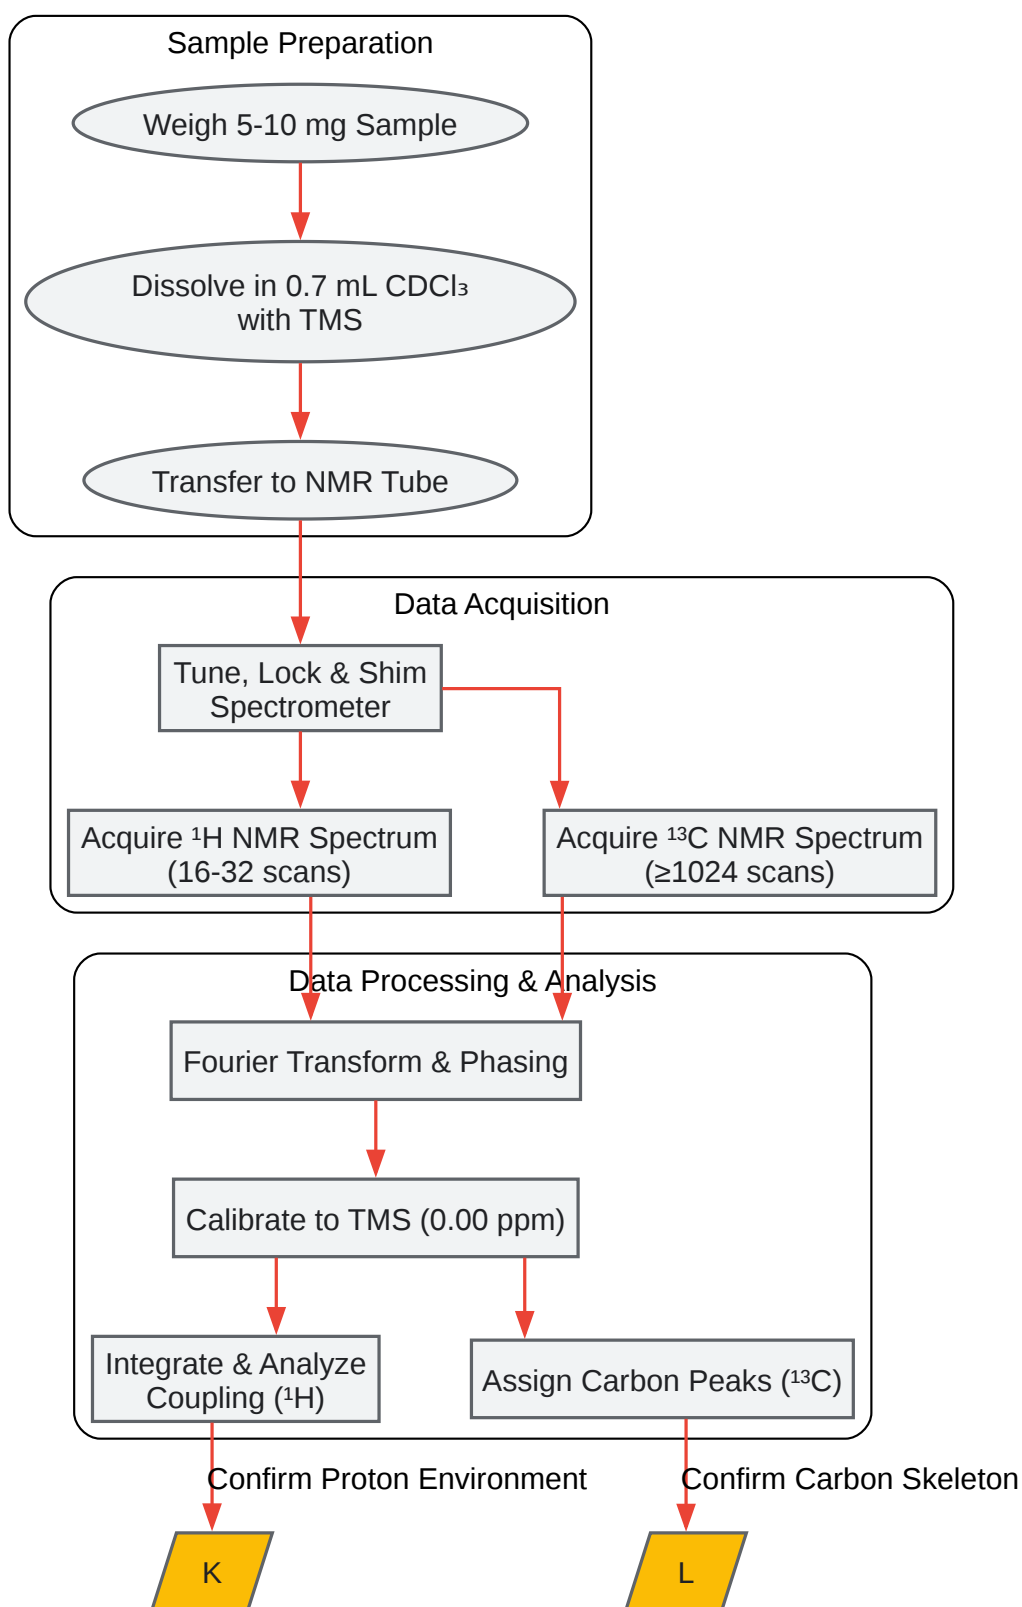 Sample Preparation
Weigh 5-10 mg Sample
Dissolve in 0.7 mL CDCl₃
with TMS
Transfer to NMR Tube
Data Acquisition
Tune, Lock & Shim
Spectrometer
Acquire ¹H NMR Spectrum
(16-32 scans)
Acquire ¹³C NMR Spectrum
(≥1024 scans)
Data Processing & Analysis
Fourier Transform & Phasing
Calibrate to TMS (0.00 ppm)
Integrate & Analyze
Coupling (¹H)
Assign Carbon Peaks (¹³C)
Confirm Proton Environment
Confirm Carbon Skeleton
K
L